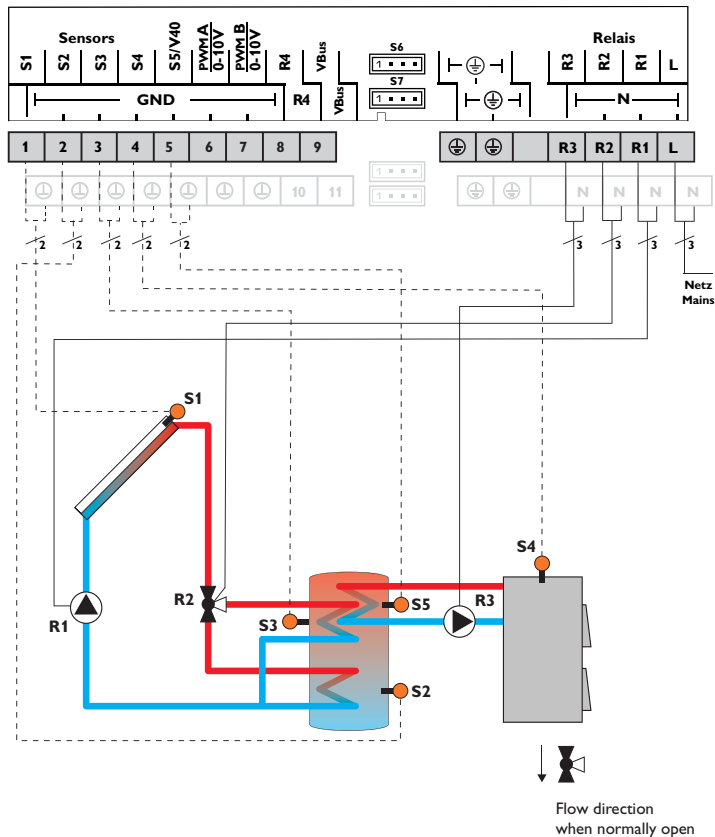 Sensors
Relais
S1
S2
S3
S4
S5/V40
PWM A
0-10V
PWM B
0-10V
R4
VBus
S6
1
R3
R2
R1
L
GND
R4
VBus
S7
1
N
1 2 3 4 5 6 7 8 9
R3 R2 R1 L
10 11
N N N N
2 2 2 2 2
3 3 3 3
Netz
Mains
S1
S4
R2
S5
R3
R1
S3
S2
Flow direction
when normally open